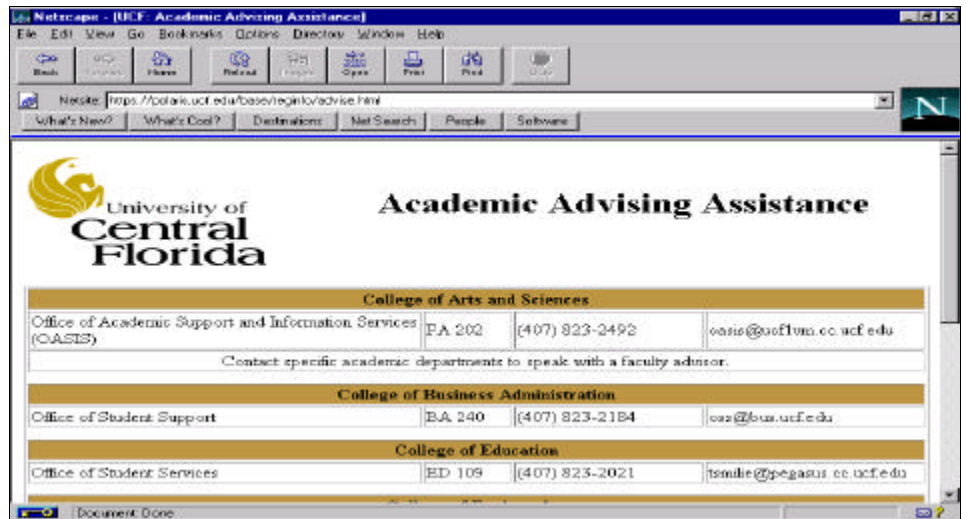 Netscape - [UCF: Academic Advising Assistance]
File Edit View Go Bookmarks Options Directory Window Help
Back Home Reload Open Print Find
Netsite: https://polaris.ucf.edu/base/reginfo/advise.html
What's New? What's Cool? Destinations Net Search People Software
N
University of
Central
Florida
Academic Advising Assistance
College of Arts and Sciences
Office of Academic Support and Information Services (OASIS) PA 202 (407) 823-2492 oasis@ucf1vm.cc.ucf.edu
Contact specific academic departments to speak with a faculty advisor.
College of Business Administration
Office of Student Support BA 240 (407) 823-2184 oss@bus.ucf.edu
College of Education
Office of Student Services ED 109 (407) 823-2021 tsmilie@pegasus.cc.ucf.edu
Document: Done